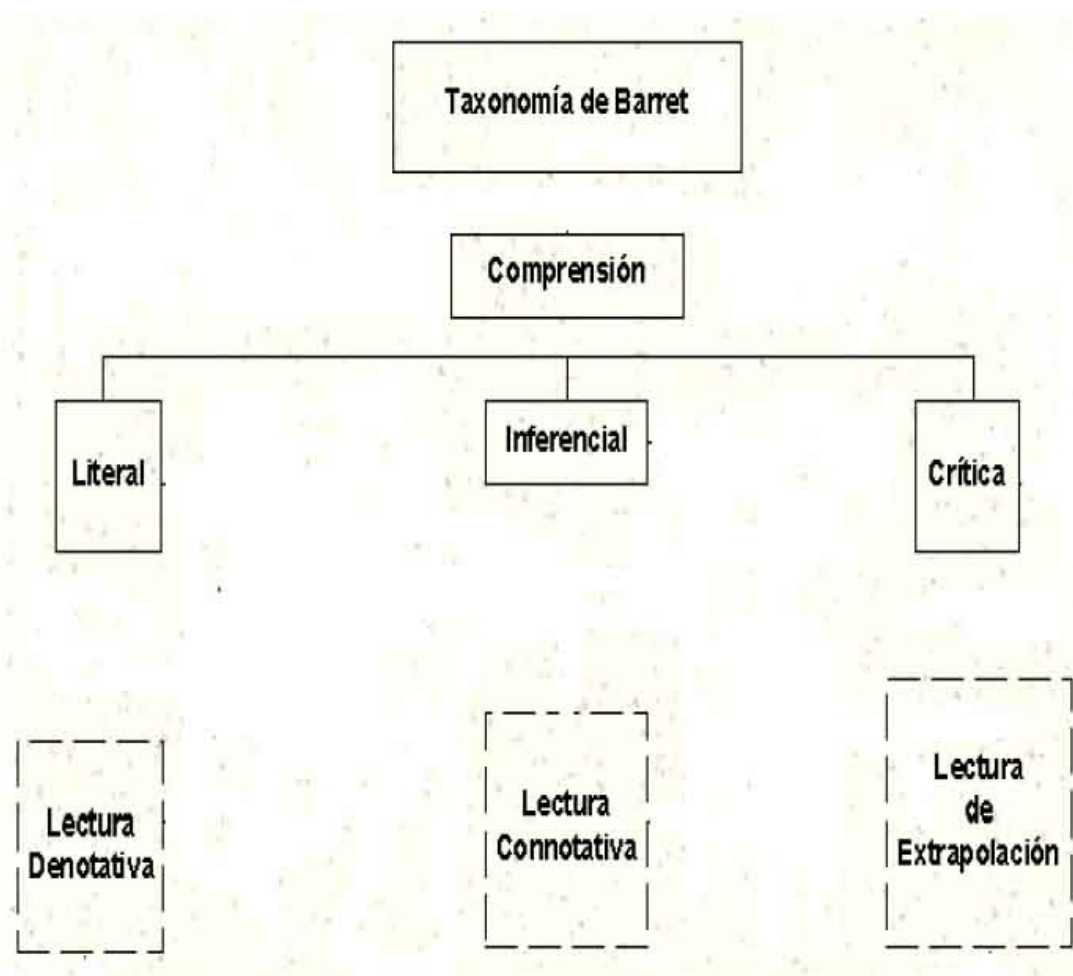 Taxonomía de Barret
Comprensión
Literal
Inferencial
Crítica
Lectura
Denotativa
Lectura
Connotativa
Lectura
de
Extrapolación